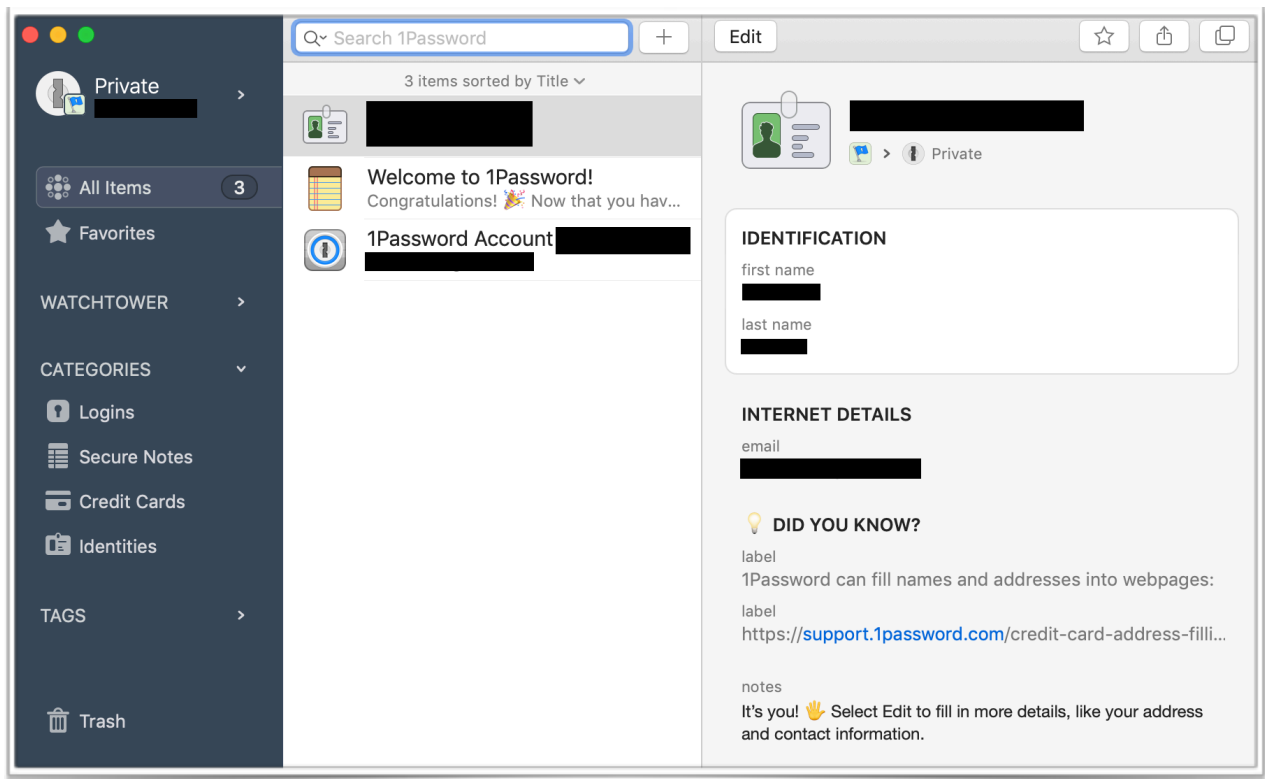 Private
All Items 3
Favorites
WATCHTOWER
CATEGORIES
Logins
Secure Notes
Credit Cards
Identities
TAGS
Trash
Search 1Password
3 items sorted by Title
Welcome to 1Password!
Congratulations! 🎉 Now that you hav...
1Password Account
Edit
Private
IDENTIFICATION
first name
last name
INTERNET DETAILS
email
💡 DID YOU KNOW?
label
1Password can fill names and addresses into webpages:
label
https://support.1password.com/credit-card-address-filli...
notes
It's you! 🖐 Select Edit to fill in more details, like your address
and contact information.